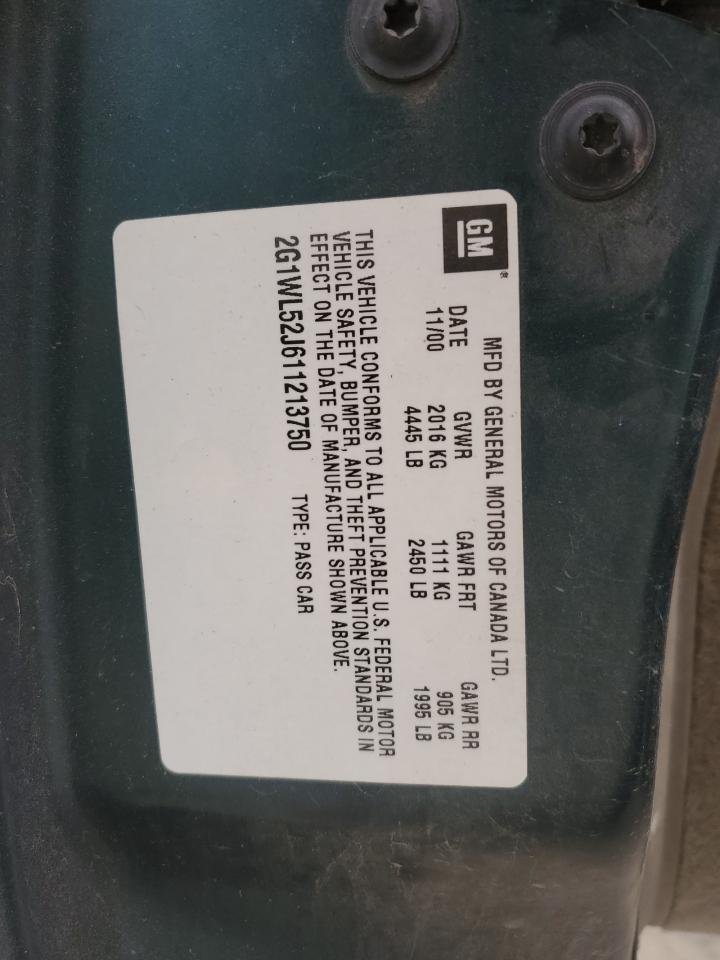 GM®
MFD BY GENERAL MOTORS OF CANADA LTD.
DATE GVWR GAWR FRT GAWR RR
11/00 2016 KG 1111 KG 905 KG
4445 LB 2450 LB 1995 LB
THIS VEHICLE CONFORMS TO ALL APPLICABLE U.S. FEDERAL MOTOR
VEHICLE SAFETY, BUMPER, AND THEFT PREVENTION STANDARDS IN
EFFECT ON THE DATE OF MANUFACTURE SHOWN ABOVE.
2G1WL52J611213750 TYPE: PASS CAR